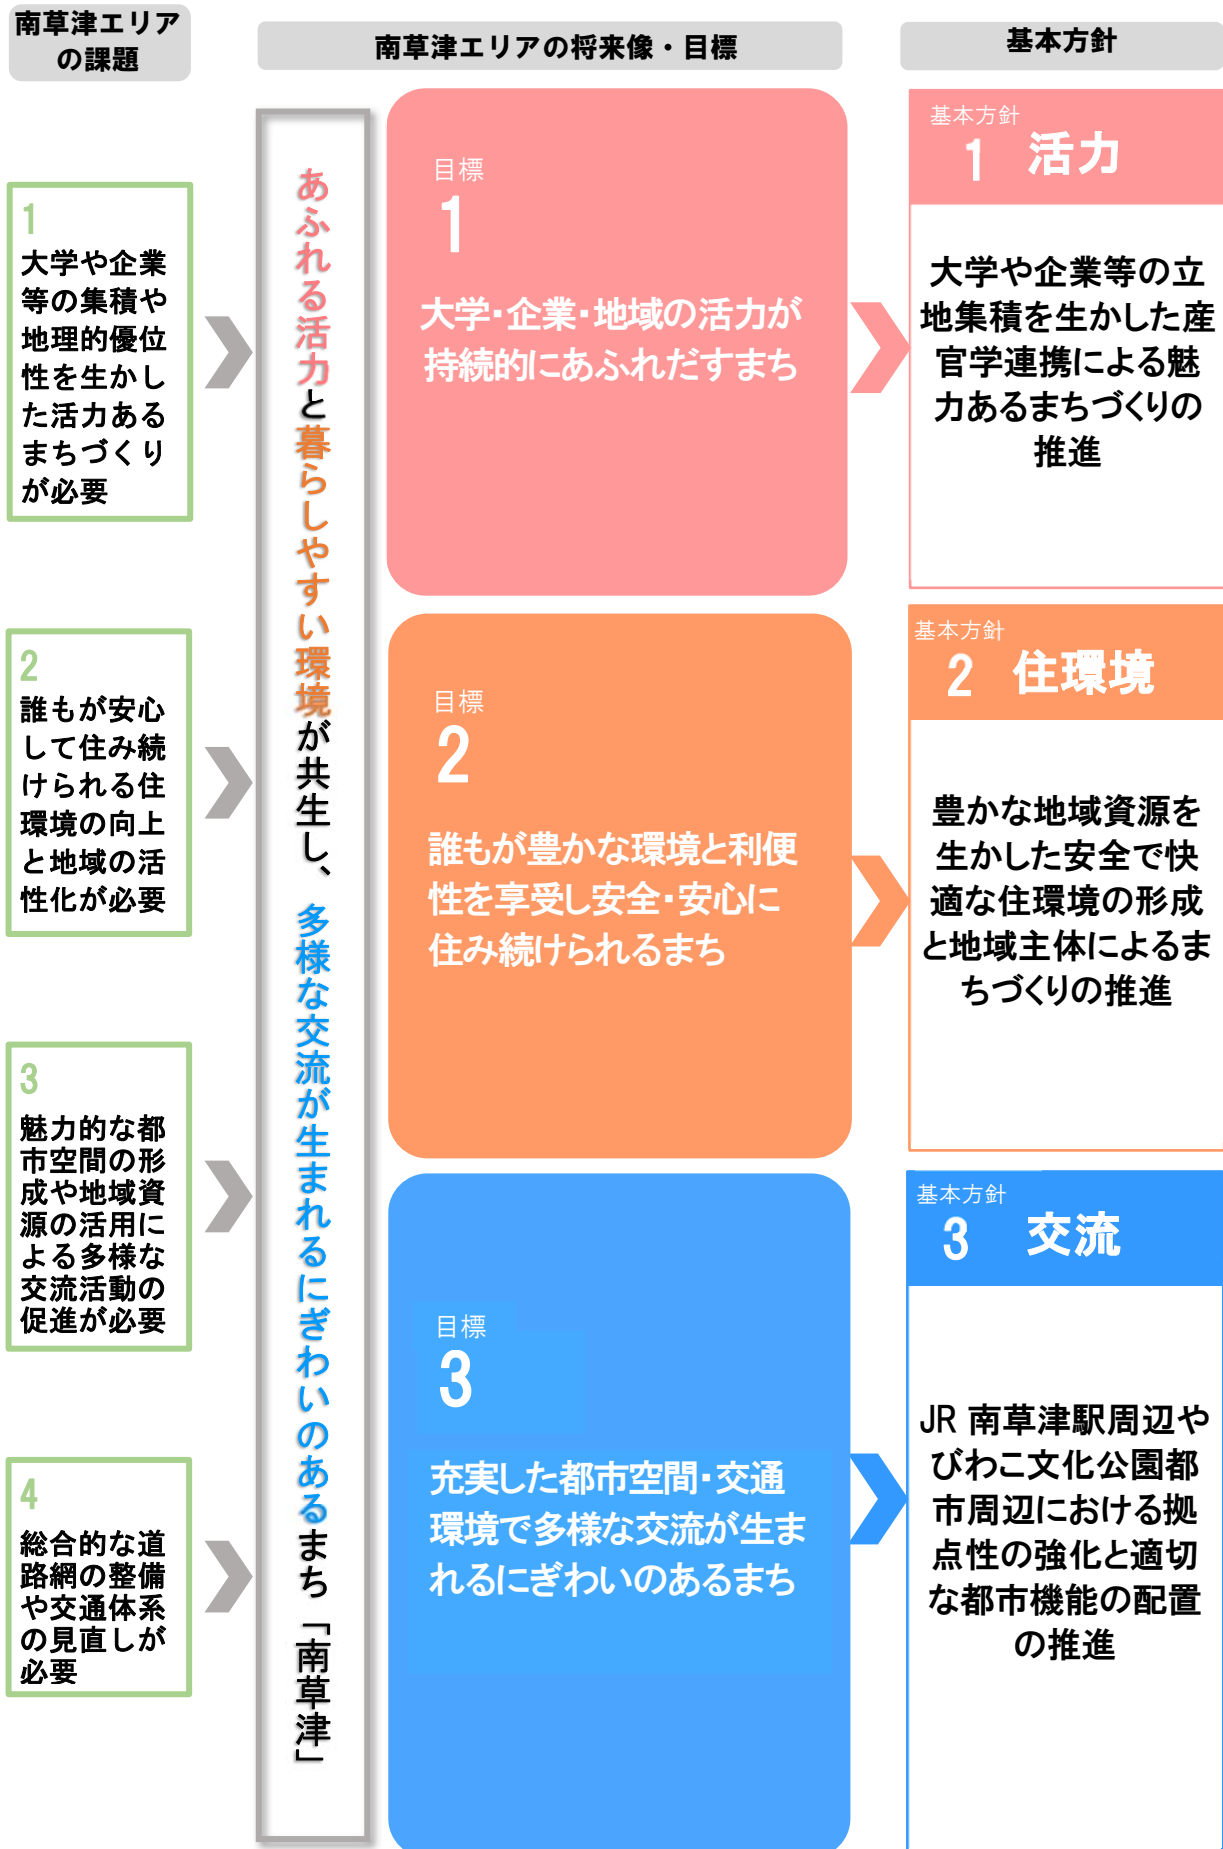 南草津エリア
の課題
南草津エリアの将来像・目標
基本方針
1
大学や企業
等の集積や
地理的優位
性を生かし
た活力ある
まちづくり
が必要
2
誰もが安心
して住み続
けられる住
環境の向上
と地域の活
性化が必要
3
魅力的な都
市空間の形
成や地域資
源の活用に
よる多様な
交流活動の
促進が必要
4
総合的な道
路網の整備
や交通体系
の見直しが
必要
あふれる活力と暮らしやすい環境が共生し、多様な交流が生まれるにぎわいのあるまち「南草津」
目標
1
大学・企業・地域の活力が
持続的にあふれだすまち
目標
2
誰もが豊かな環境と利便
性を享受し安全・安心に
住み続けられるまち
目標
3
充実した都市空間・交通
環境で多様な交流が生ま
れるにぎわいのあるまち
基本方針
1 活力
大学や企業等の立
地集積を生かした産
官学連携による魅
力あるまちづくりの
推進
基本方針
2 住環境
豊かな地域資源を
生かした安全で快
適な住環境の形成
と地域主体によるま
ちづくりの推進
基本方針
3 交流
JR 南草津駅周辺や
びわこ文化公園都
市周辺における拠
点性の強化と適切
な都市機能の配置
の推進